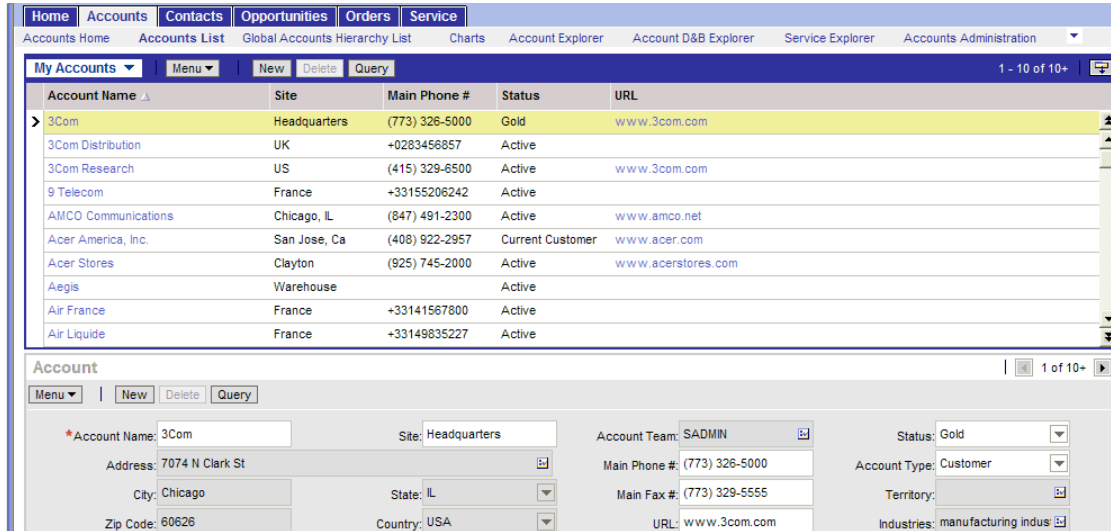 Home Accounts Contacts Opportunities Orders Service
Accounts Home Accounts List Global Accounts Hierarchy List Charts Account Explorer Account D&B Explorer Service Explorer Accounts Administration
My Accounts Menu New Delete Query 1 - 10 of 10+
Account Name Site Main Phone # Status URL
3Com Headquarters (773) 326-5000 Gold www.3com.com
3Com Distribution UK +0283456857 Active
3Com Research US (415) 329-6500 Active www.3com.com
9 Telecom France +33155206242 Active
AMCO Communications Chicago, IL (847) 491-2300 Active www.amco.net
Acer America, Inc. San Jose, Ca (408) 922-2957 Current Customer www.acer.com
Acer Stores Clayton (925) 745-2000 Active www.acerstores.com
Aegis Warehouse Active
Air France France +33141567800 Active
Air Liquide France +33149835227 Active
Account 1 of 10+
Menu New Delete Query
*Account Name: 3Com Site: Headquarters Account Team: SADMIN Status: Gold
Address: 7074 N Clark St Main Phone #: (773) 326-5000 Account Type: Customer
City: Chicago State: IL Main Fax #: (773) 329-5555 Territory:
Zip Code: 60626 Country: USA URL: www.3com.com Industries: manufacturing indus